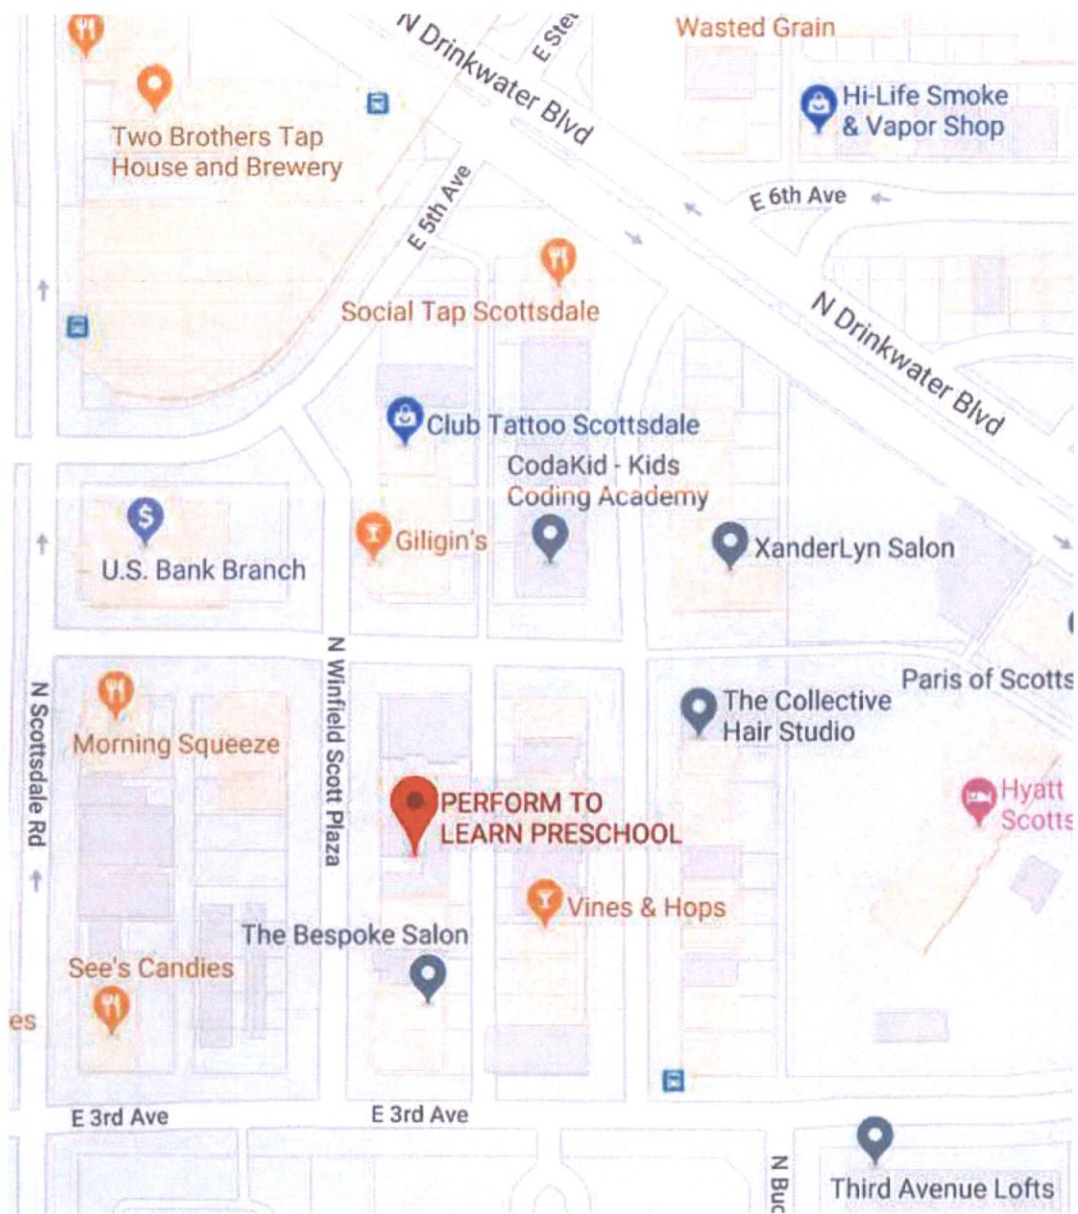 Wasted Grain
N Drinkwater Blvd
E Stet
Hi-Life Smoke
& Vapor Shop
Two Brothers Tap
House and Brewery
E 5th Ave
E 6th Ave
Social Tap Scottsdale
N Drinkwater Blvd
Club Tattoo Scottsdale
CodaKid - Kids
Coding Academy
$
Giligin's
XanderLyn Salon
U.S. Bank Branch
N Winfield Scott Plaza
N Scottsdale Rd
Paris of Scotts
The Collective
Hair Studio
Morning Squeeze
Hyatt
Scotts
PERFORM TO
LEARN PRESCHOOL
Vines & Hops
The Bespoke Salon
See's Candies
es
E 3rd Ave
E 3rd Ave
N Buc
Third Avenue Lofts